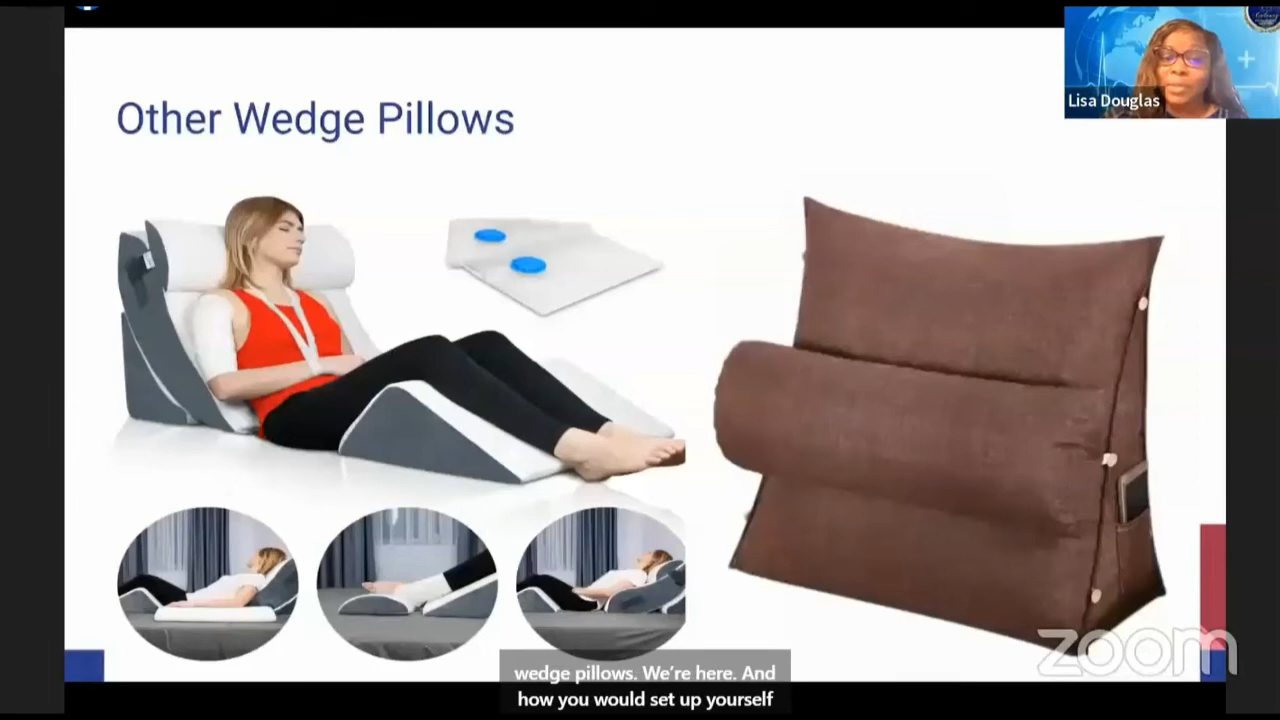 Lisa Douglas
Other Wedge Pillows
wedge pillows. We're here. And
how you would set up yourself
zoom